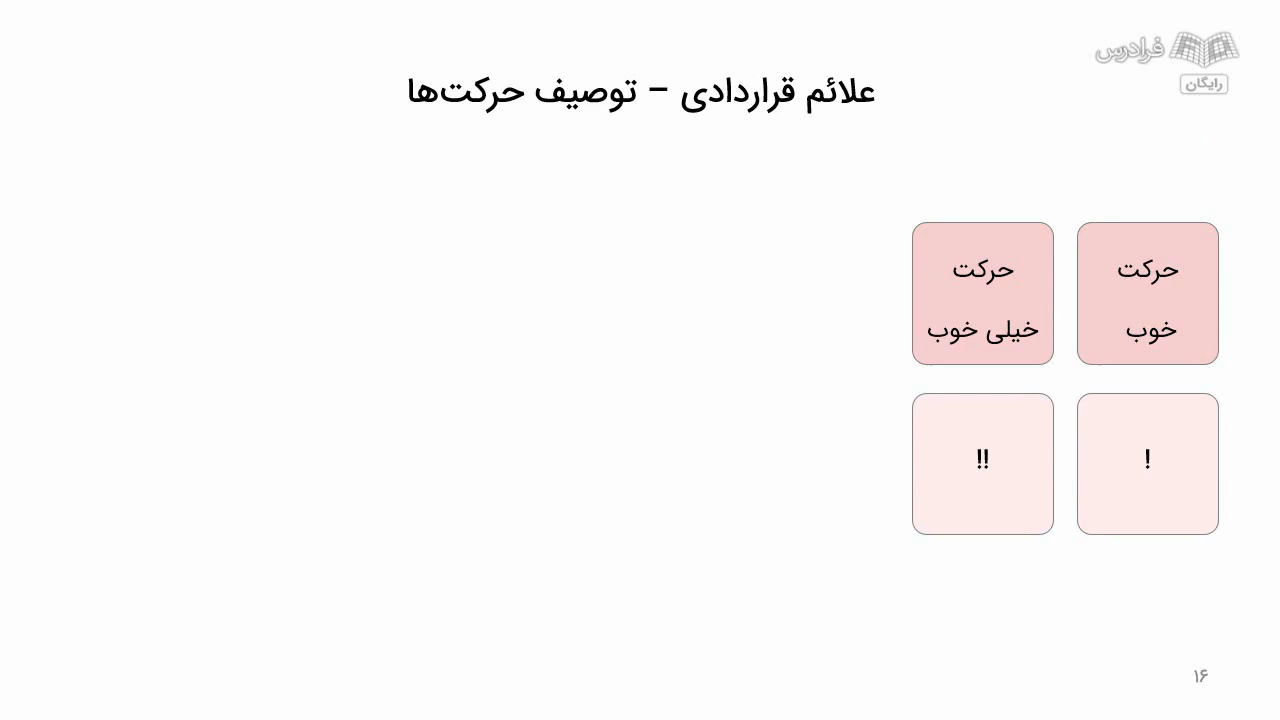 فرادرس
رایگان
علائم قراردادی – توصیف حرکت‌ها
حرکت
خوب
حرکت
خیلی خوب
!
!!
۱۶